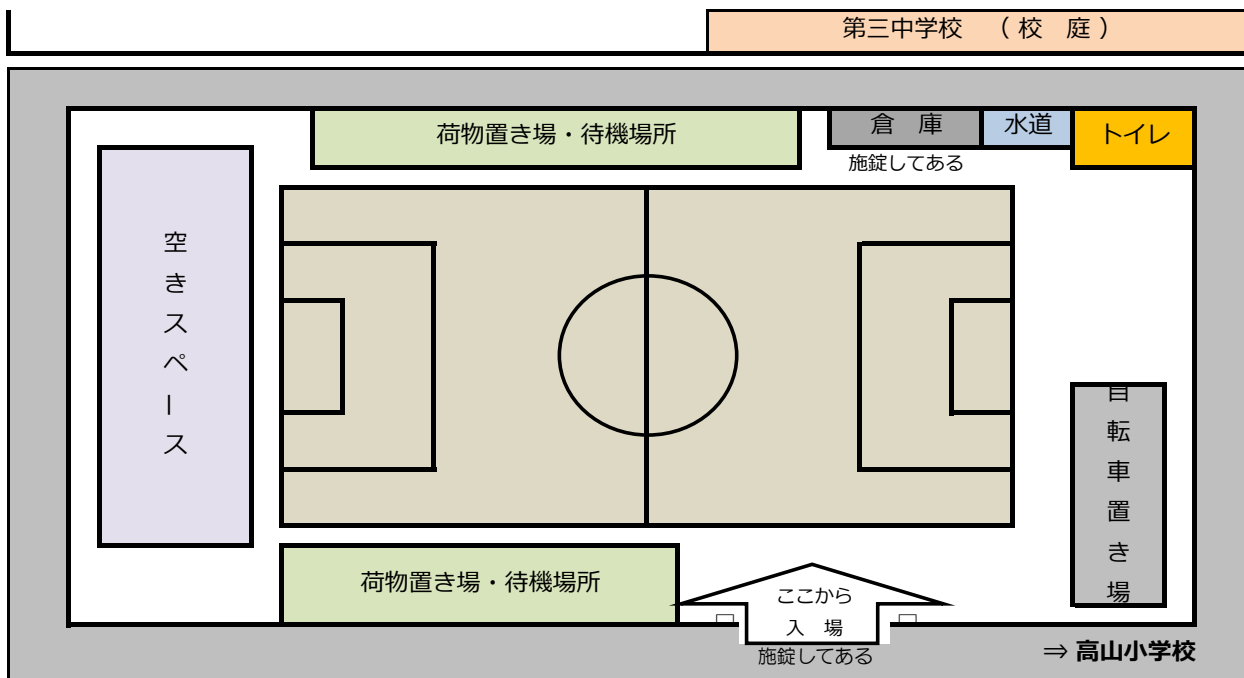 第三中学校 （ 校 庭 ）
荷物置き場・待機場所
倉 庫
水道
トイレ
施錠してある
空きスペース
自転車置き場
荷物置き場・待機場所
ここから
入 場
施錠してある
⇒ 高山小学校